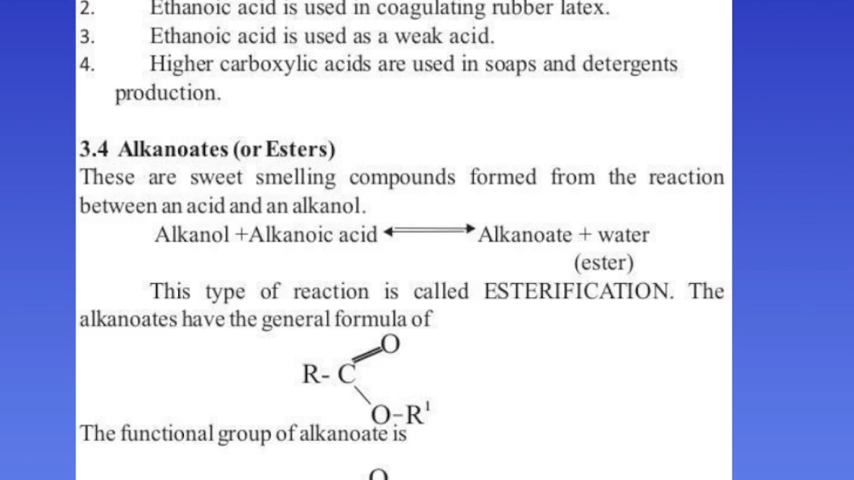 2. Ethanoic acid is used in coagulating rubber latex.
3. Ethanoic acid is used as a weak acid.
4. Higher carboxylic acids are used in soaps and detergents
production.
3.4 Alkanoates (or Esters)
These are sweet smelling compounds formed from the reaction
between an acid and an alkanol.
Alkanol +Alkanoic acid ⇌ Alkanoate + water
(ester)
This type of reaction is called ESTERIFICATION. The
alkanoates have the general formula of
O
R- C
O-R¹
The functional group of alkanoate is
O